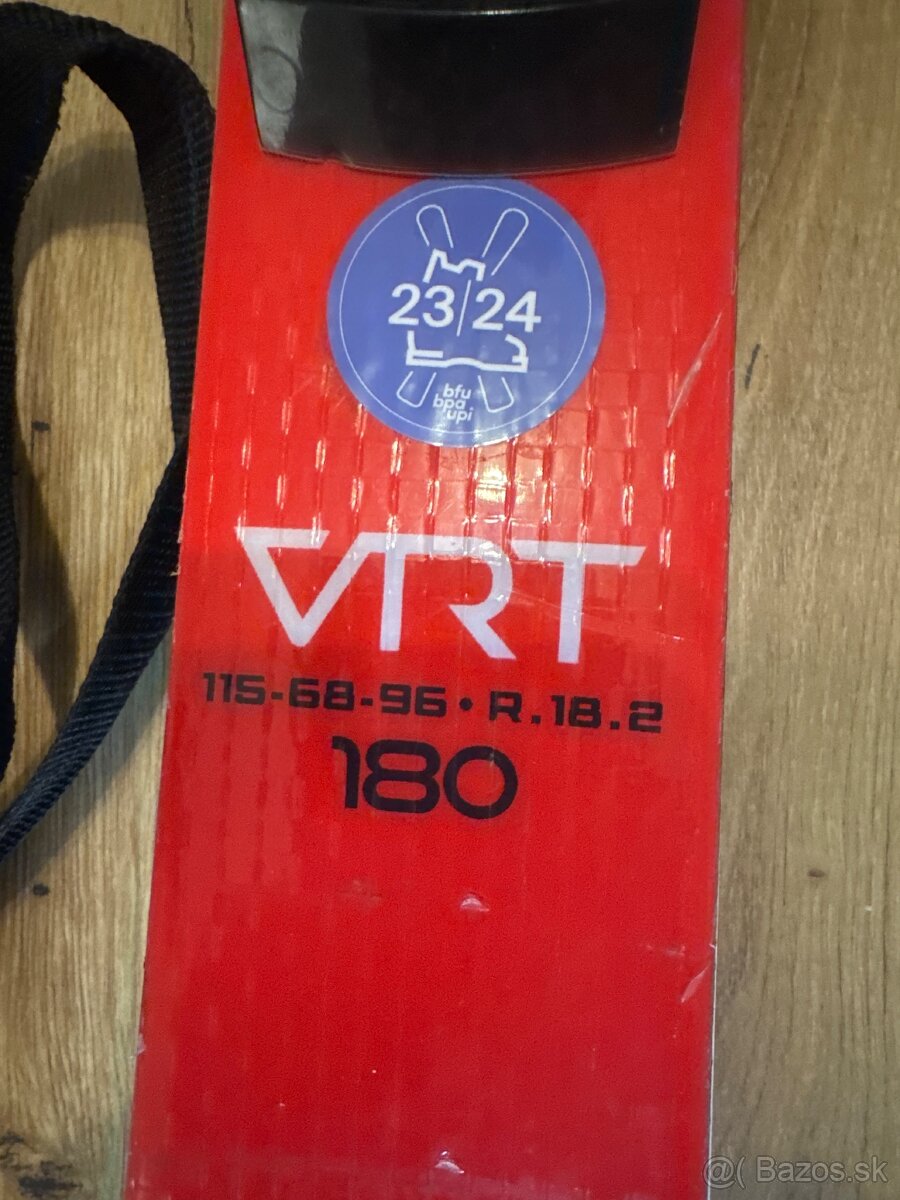 23|24
bfu
bpa
upi
VRT
115-68-96 • R.18.2
180
@( Bazos.sk